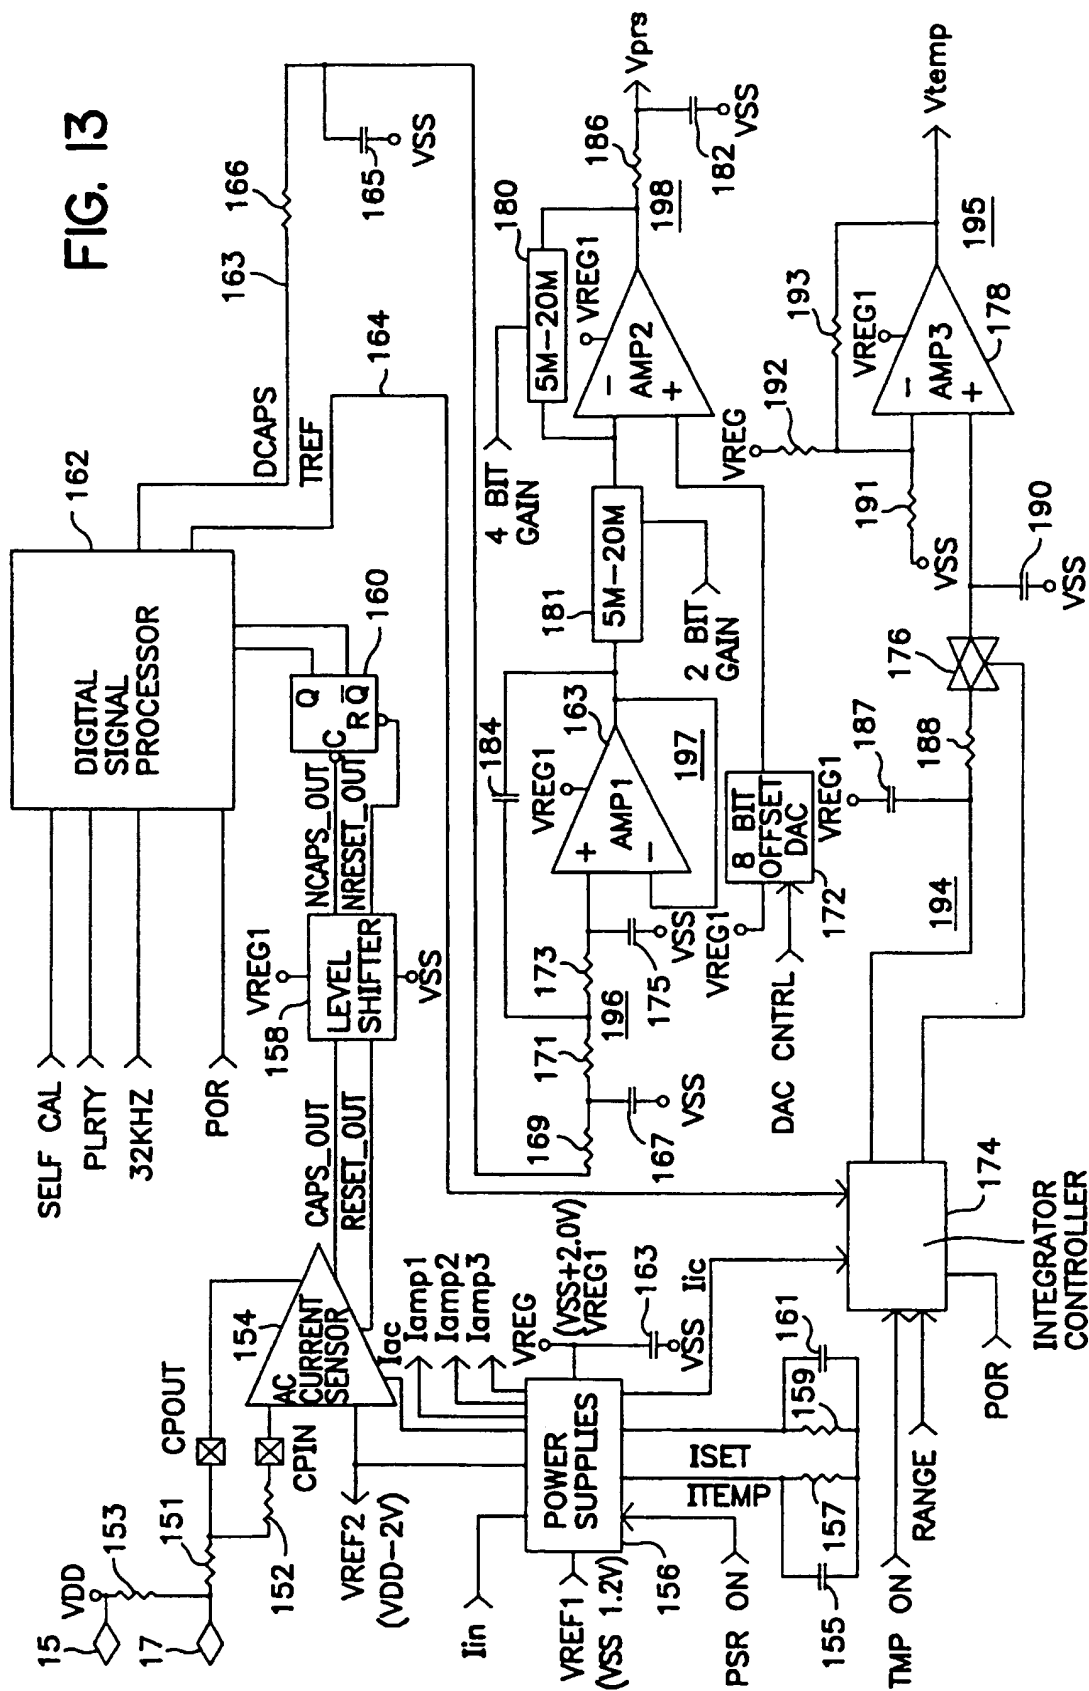 FIG. 13
SELF CAL
PLRTY
32KHZ
POR
DIGITAL
SIGNAL
PROCESSOR
162
DCAPS
TREF
163
166
164
165
VSS
15
17
VDD
153
151
152
CPOUT
CPIN
154
AC
CURRENT
SENSOR
CAPS_OUT
RESET_OUT
VREG1
158
LEVEL
SHIFTER
VSS
NCAPS_OUT
NRESET_OUT
Q
C
R
Q
160
VREF2
(VDD-2V)
Iac
Iamp1
Iamp2
Iamp3
Iin
VREF1
(VSS 1.2V)
PSR ON
POWER
SUPPLIES
156
VREG
(VSS+2.0V)
VREG1
163
VSS
Iic
ISET
ITEMP
155
157
159
161
169
167
VSS
171
196
173
175
VSS
184
VREG1
+
-
AMP1
163
197
181
5M-20M
2 BIT
GAIN
4 BIT
GAIN
5M-20M
180
VREG1
-
+
AMP2
198
186
182
VSS
Vprs
VREG1
8 BIT
OFFSET
DAC
172
DAC CNTRL
TMP ON
RANGE
POR
174
INTEGRATOR
CONTROLLER
194
VREG1
187
188
176
190
VSS
VSS
191
VREG
192
193
VREG1
-
+
AMP3
178
195
Vtemp